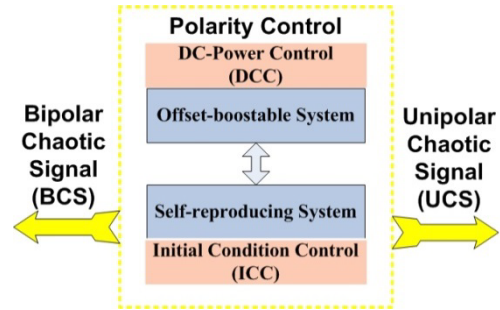 Polarity Control
DC-Power Control
(DCC)
Offset-boostable System
Bipolar
Chaotic
Signal
(BCS)
Unipolar
Chaotic
Signal
(UCS)
Self-reproducing System
Initial Condition Control
(ICC)